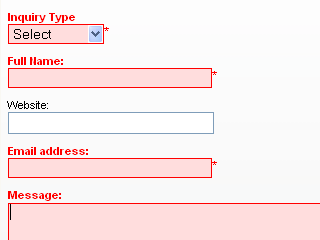 Inquiry Type
Select
*
Full Name:
*
Website:
Email address:
*
Message: